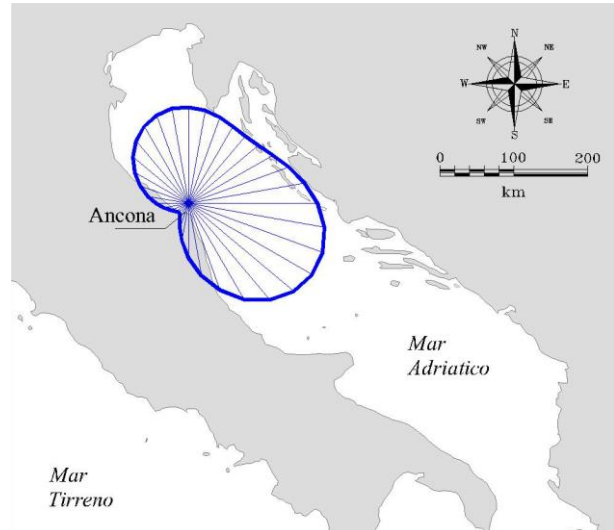 N
NW
NE
W
E
SW
SE
S
0 100 200
km
Ancona
Mar
Adriatico
Mar
Tirreno